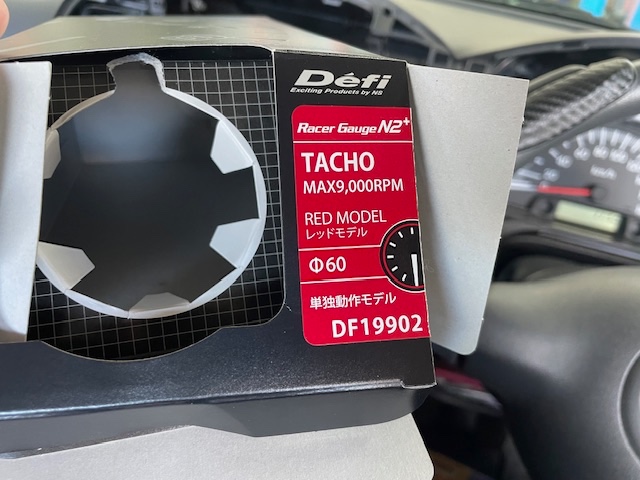 Défi
Exciting Products by NS
Racer Gauge N2+
TACHO
MAX9,000RPM
RED MODEL
レッドモデル
Φ60
単独動作モデル
DF19902